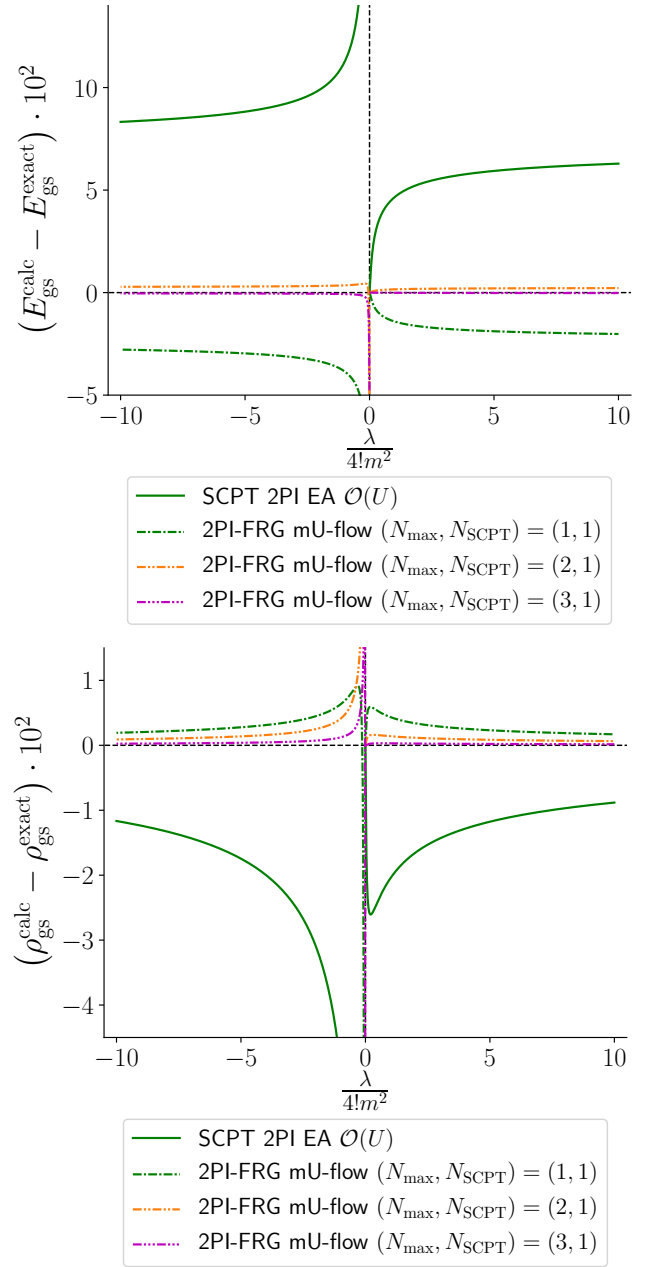 (E_gs^calc − E_gs^exact) · 10^2
10
5
0
−5
−10 −5 0 5 10
λ/4!m^2
SCPT 2PI EA O(U)
2PI-FRG mU-flow (N_max, N_SCPT) = (1, 1)
2PI-FRG mU-flow (N_max, N_SCPT) = (2, 1)
2PI-FRG mU-flow (N_max, N_SCPT) = (3, 1)
(ρ_gs^calc − ρ_gs^exact) · 10^2
1
0
−1
−2
−3
−4
−10 −5 0 5 10
λ/4!m^2
SCPT 2PI EA O(U)
2PI-FRG mU-flow (N_max, N_SCPT) = (1, 1)
2PI-FRG mU-flow (N_max, N_SCPT) = (2, 1)
2PI-FRG mU-flow (N_max, N_SCPT) = (3, 1)